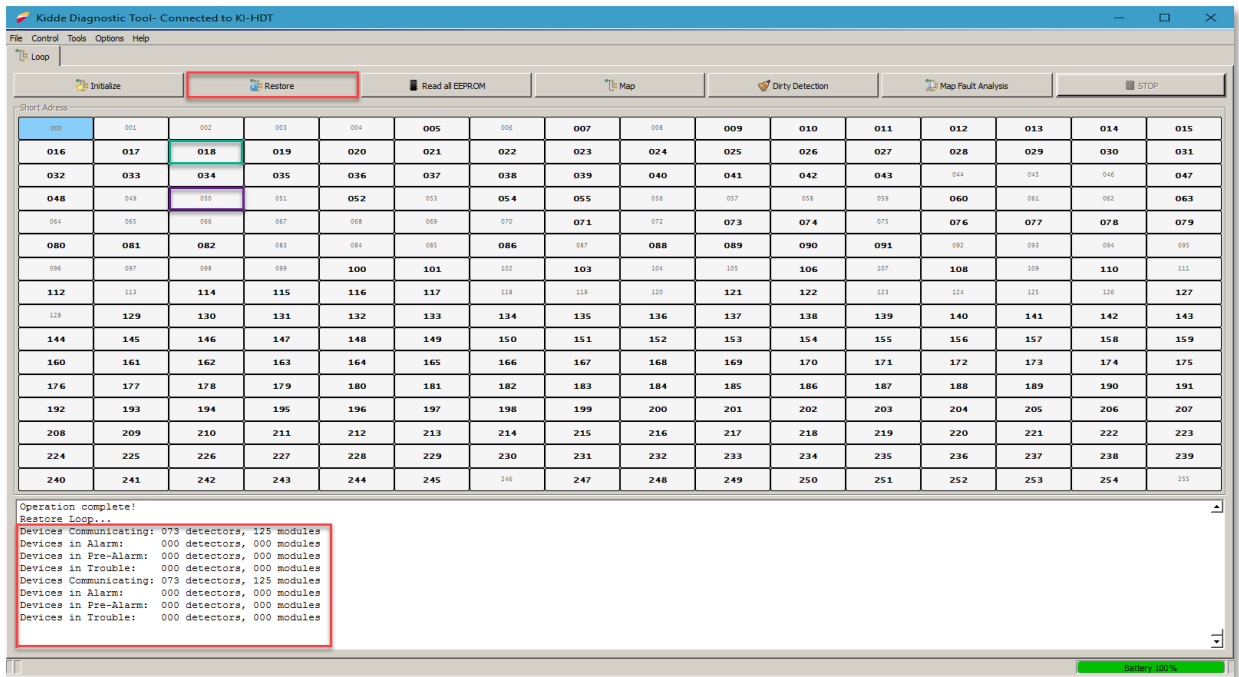 Kidde Diagnostic Tool- Connected to KI-HDT
File Control Tools Options Help
Loop
Initialize Restore Read all EEPROM Map Dirty Detection Map Fault Analysis STOP
Short Adress
000 001 002 003 004 005 006 007 008 009 010 011 012 013 014 015
016 017 018 019 020 021 022 023 024 025 026 027 028 029 030 031
032 033 034 035 036 037 038 039 040 041 042 043 044 045 046 047
048 049 050 051 052 053 054 055 056 057 058 059 060 061 062 063
064 065 066 067 068 069 070 071 072 073 074 075 076 077 078 079
080 081 082 083 084 085 086 087 088 089 090 091 092 093 094 095
096 097 098 099 100 101 102 103 104 105 106 107 108 109 110 111
112 113 114 115 116 117 118 119 120 121 122 123 124 125 126 127
128 129 130 131 132 133 134 135 136 137 138 139 140 141 142 143
144 145 146 147 148 149 150 151 152 153 154 155 156 157 158 159
160 161 162 163 164 165 166 167 168 169 170 171 172 173 174 175
176 177 178 179 180 181 182 183 184 185 186 187 188 189 190 191
192 193 194 195 196 197 198 199 200 201 202 203 204 205 206 207
208 209 210 211 212 213 214 215 216 217 218 219 220 221 222 223
224 225 226 227 228 229 230 231 232 233 234 235 236 237 238 239
240 241 242 243 244 245 246 247 248 249 250 251 252 253 254 255
Operation complete!
Restore Loop...
Devices Communicating: 073 detectors, 125 modules
Devices in Alarm: 000 detectors, 000 modules
Devices in Pre-Alarm: 000 detectors, 000 modules
Devices in Trouble: 000 detectors, 000 modules
Devices Communicating: 073 detectors, 125 modules
Devices in Alarm: 000 detectors, 000 modules
Devices in Pre-Alarm: 000 detectors, 000 modules
Devices in Trouble: 000 detectors, 000 modules
Battery 100%